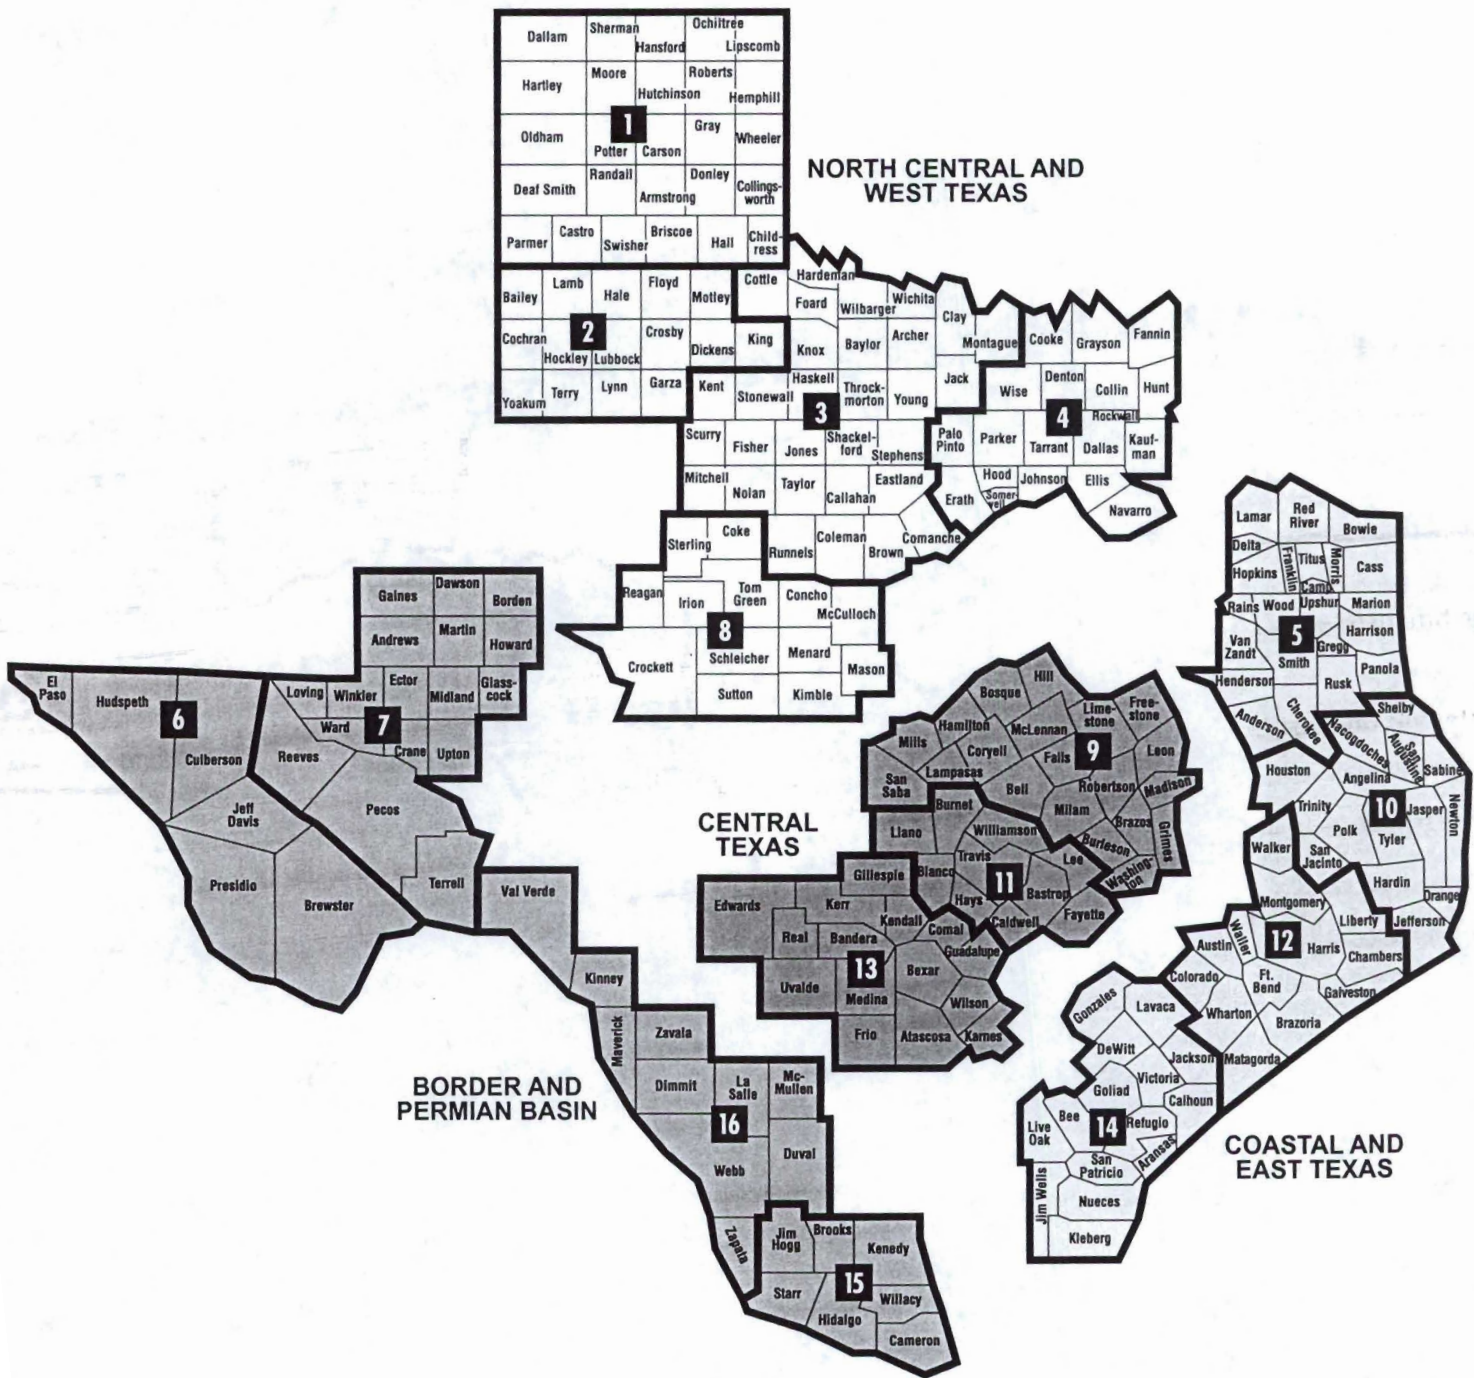 Dallam
Sherman
Hansford
Ochiltree
Lipscomb
Hartley
Moore
Hutchinson
Roberts
Hemphill
1
Oldham
Potter
Carson
Gray
Wheeler
Deaf Smith
Randall
Armstrong
Donley
Collings-
worth
Parmer
Castro
Swisher
Briscoe
Hall
Child-
ress
NORTH CENTRAL AND
WEST TEXAS
Bailey
Lamb
Hale
Floyd
Motley
2
Cochran
Hockley
Lubbock
Crosby
Dickens
King
Yoakum
Terry
Lynn
Garza
Cottle
Hardeman
Foard
Wilbarger
Wichita
Clay
Montague
Knox
Baylor
Archer
Jack
Kent
Stonewall
Haskell
Throck-
morton
Young
3
Scurry
Fisher
Jones
Shackel-
ford
Stephens
Mitchell
Nolan
Taylor
Callahan
Eastland
Runnels
Coleman
Brown
Comanche
Cooke
Grayson
Fannin
Wise
Denton
Collin
Hunt
4
Rockwall
Palo
Pinto
Parker
Tarrant
Dallas
Kauf-
man
Erath
Hood
Somer-
vell
Johnson
Ellis
Navarro
Sterling
Coke
Reagan
Irion
Tom
Green
Concho
McCulloch
8
Crockett
Schleicher
Menard
Mason
Sutton
Kimble
Lamar
Red
River
Bowie
Delta
Hopkins
Franklin
Titus
Camp
Morris
Cass
Rains
Wood
Upshur
Marion
5
Van
Zandt
Smith
Gregg
Harrison
Henderson
Rusk
Panola
Anderson
Cherokee
Gaines
Dawson
Borden
Andrews
Martin
Howard
Loving
Winkler
Ector
Midland
Glass-
cock
7
Ward
Crane
Upton
Reeves
Pecos
Terrell
El
Paso
Hudspeth
6
Culberson
Jeff
Davis
Presidio
Brewster
CENTRAL
TEXAS
Bosque
Hill
Hamilton
McLennan
Lime-
stone
Free-
stone
Mills
Coryell
Falls
9
Leon
San
Saba
Lampasas
Bell
Robertson
Madison
Milam
Brazos
Grimes
Burleson
Washing-
ton
Burnet
Llano
Williamson
Blanco
Travis
11
Lee
Hays
Bastrop
Caldwell
Fayette
Gillespie
Edwards
Kerr
Kendall
Real
Bandera
Comal
Guadalupe
13
Bexar
Uvalde
Medina
Wilson
Frio
Atascosa
Karnes
Shelby
Nacogdoches
San
Augustine
Sabine
Houston
Angelina
Trinity
10
Jasper
Newton
Polk
Tyler
San
Jacinto
Hardin
Orange
Jefferson
Walker
Montgomery
Liberty
Austin
Waller
12
Harris
Chambers
Colorado
Ft.
Bend
Galveston
Wharton
Brazoria
Matagorda
Gonzales
Lavaca
DeWitt
Jackson
Victoria
Goliad
Calhoun
Live
Oak
Bee
14
Refugio
San
Patricio
Aransas
Jim Wells
Nueces
Kleberg
COASTAL AND
EAST TEXAS
BORDER AND
PERMIAN BASIN
Val Verde
Kinney
Maverick
Zavala
Dimmit
La
Salle
Mc-
Mullen
16
Webb
Duval
Zapata
Jim
Hogg
Brooks
Kenedy
15
Starr
Hidalgo
Willacy
Cameron